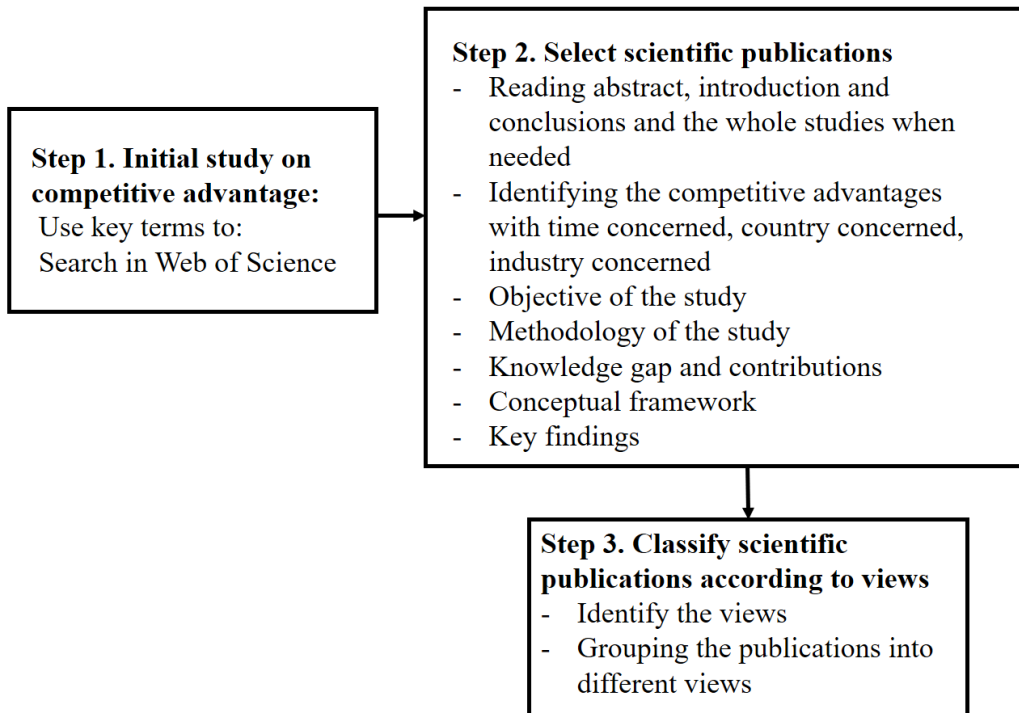 Step 1. Initial study on
competitive advantage:
Use key terms to:
Search in Web of Science
Step 2. Select scientific publications
- Reading abstract, introduction and
conclusions and the whole studies when
needed
- Identifying the competitive advantages
with time concerned, country concerned,
industry concerned
- Objective of the study
- Methodology of the study
- Knowledge gap and contributions
- Conceptual framework
- Key findings
Step 3. Classify scientific
publications according to views
- Identify the views
- Grouping the publications into
different views